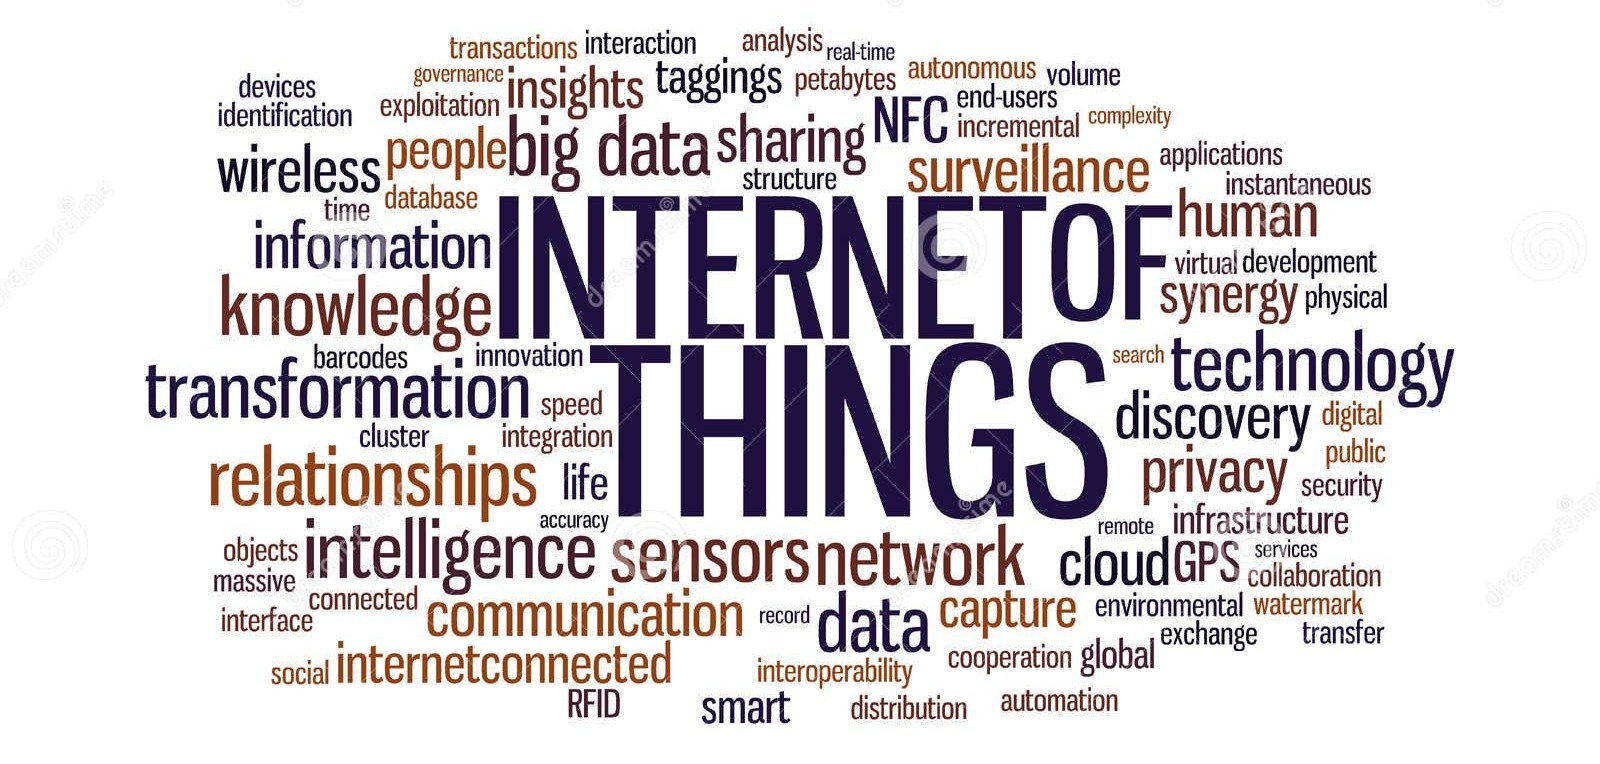 transactions interaction analysis real-time
governance insights taggings petabytes autonomous volume
devices exploitation NFC end-users
identification incremental complexity
people big data sharing
wireless surveillance applications
database structure instantaneous
time human
information INTERNET OF
virtual development
knowledge synergy physical
barcodes innovation THINGS search technology
transformation speed discovery digital
cluster integration public
relationships life privacy security
accuracy remote infrastructure
objects intelligence sensors network cloud GPS services
massive collaboration
connected communication record data capture environmental watermark
interface exchange transfer
social internetconnected interoperability cooperation global
RFID smart distribution automation
dreamstime